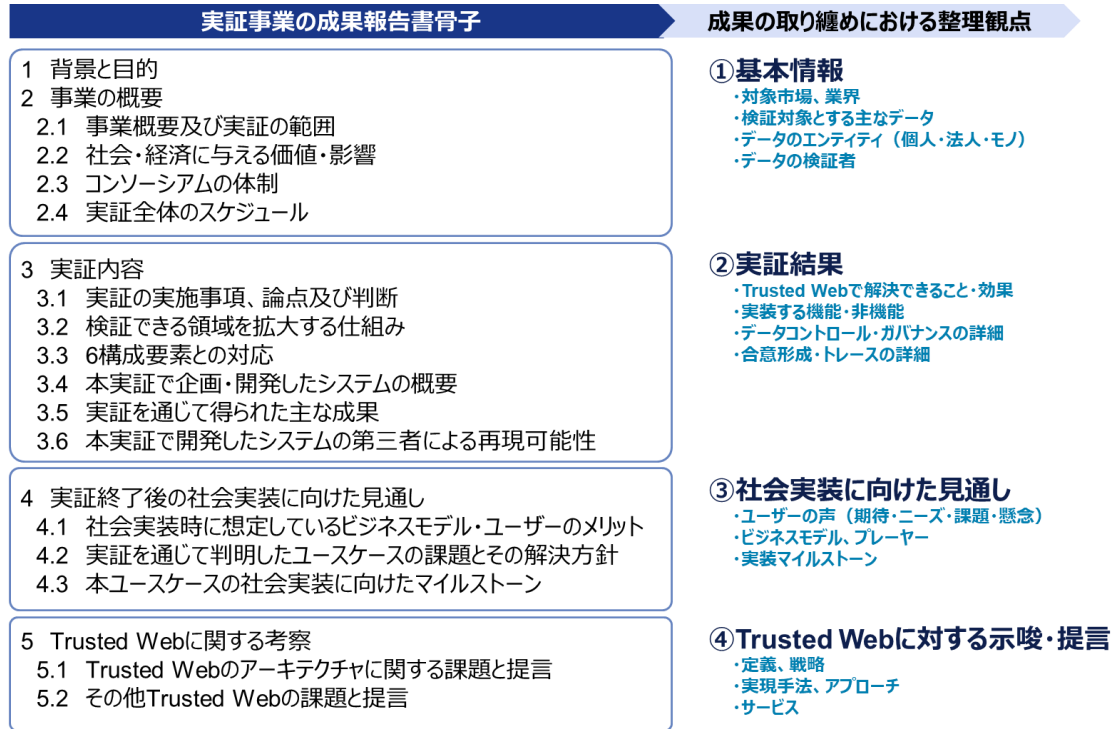 実証事業の成果報告書骨子
成果の取り纏めにおける整理観点
1 背景と目的
2 事業の概要
2.1 事業概要及び実証の範囲
2.2 社会・経済に与える価値・影響
2.3 コンソーシアムの体制
2.4 実証全体のスケジュール
①基本情報
・対象市場、業界
・検証対象とする主なデータ
・データのエンティティ（個人・法人・モノ）
・データの検証者
3 実証内容
3.1 実証の実施事項、論点及び判断
3.2 検証できる領域を拡大する仕組み
3.3 6構成要素との対応
3.4 本実証で企画・開発したシステムの概要
3.5 実証を通じて得られた主な成果
3.6 本実証で開発したシステムの第三者による再現可能性
②実証結果
・Trusted Webで解決できること・効果
・実装する機能・非機能
・データコントロール・ガバナンスの詳細
・合意形成・トレースの詳細
4 実証終了後の社会実装に向けた見通し
4.1 社会実装時に想定しているビジネスモデル・ユーザーのメリット
4.2 実証を通じて判明したユースケースの課題とその解決方針
4.3 本ユースケースの社会実装に向けたマイルストーン
③社会実装に向けた見通し
・ユーザーの声（期待・ニーズ・課題・懸念）
・ビジネスモデル、プレーヤー
・実装マイルストーン
5 Trusted Webに関する考察
5.1 Trusted Webのアーキテクチャに関する課題と提言
5.2 その他Trusted Webの課題と提言
④Trusted Webに対する示唆・提言
・定義、戦略
・実現手法、アプローチ
・サービス